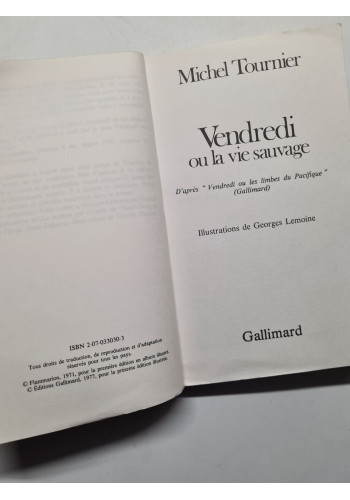 ISBN 2-07-033030-3
Tous droits de traduction, de reproduction et d'adaptation
réservés pour tous les pays.
© Flammarion, 1971, pour la première édition en album illustré.
© Éditions Gallimard, 1977, pour la présente édition illustrée.
Michel Tournier
Vendredi
ou la vie sauvage
D'après " Vendredi ou les limbes du Pacifique "
(Gallimard)
Illustrations de Georges Lemoine
Gallimard